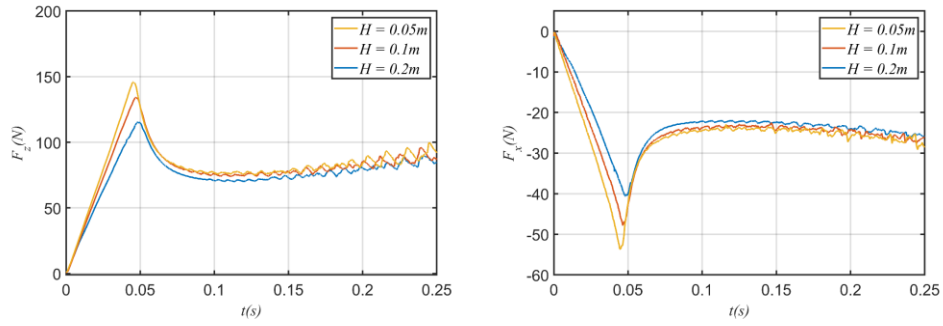 200
150
100
50
0
F_z(N)
0 0.05 0.1 0.15 0.2 0.25
t(s)
H = 0.05m
H = 0.1m
H = 0.2m
0
-10
-20
-30
-40
-50
-60
F_x(N)
0 0.05 0.1 0.15 0.2 0.25
t(s)
H = 0.05m
H = 0.1m
H = 0.2m